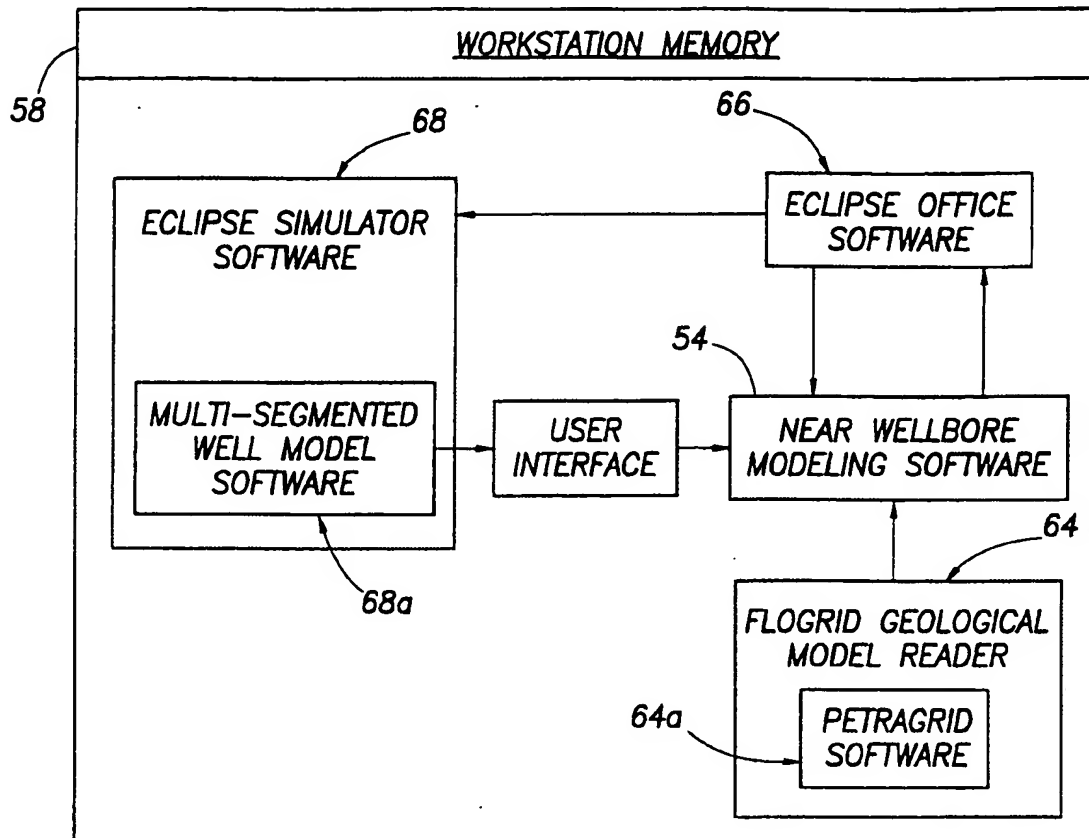 WORKSTATION MEMORY
58
68
66
ECLIPSE SIMULATOR
SOFTWARE
ECLIPSE OFFICE
SOFTWARE
54
MULTI-SEGMENTED
WELL MODEL
SOFTWARE
USER
INTERFACE
NEAR WELLBORE
MODELING SOFTWARE
68a
64
FLOGRID GEOLOGICAL
MODEL READER
64a
PETRAGRID
SOFTWARE